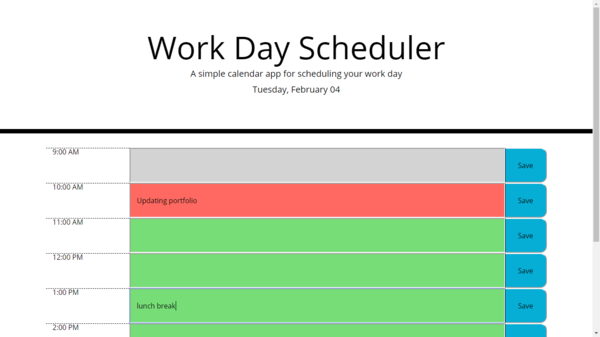 Work Day Scheduler
A simple calendar app for scheduling your work day
Tuesday, February 04
9:00 AM
Save
10:00 AM
Updating portfolio
Save
11:00 AM
Save
12:00 PM
Save
1:00 PM
lunch break
Save
2:00 PM
Save